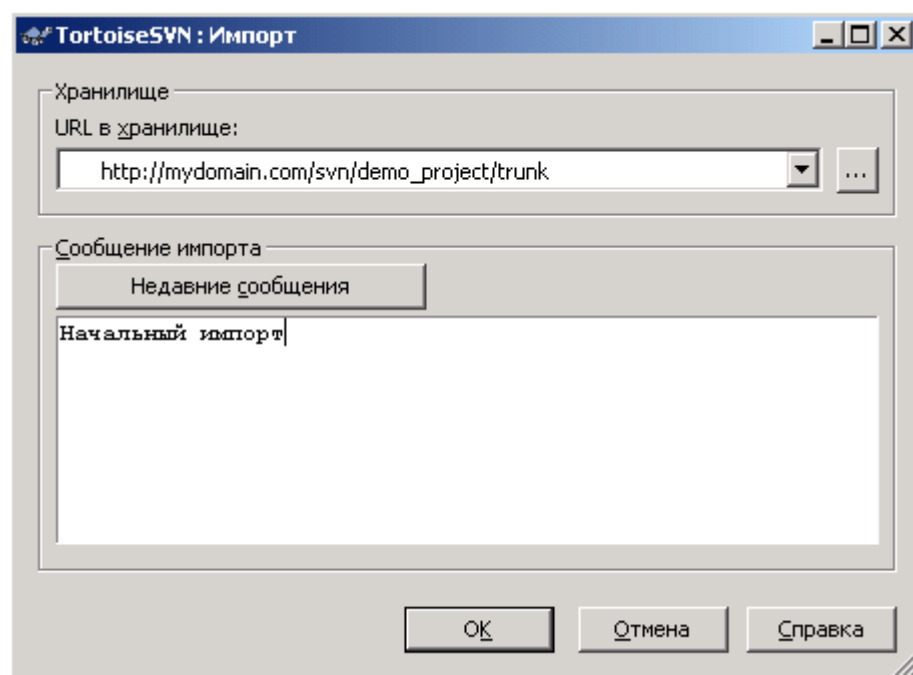 TortoiseSVN : Импорт
Хранилище
URL в хранилище:
http://mydomain.com/svn/demo_project/trunk
...
Сообщение импорта
Недавние сообщения
Начальный импорт
OK
Отмена
Справка